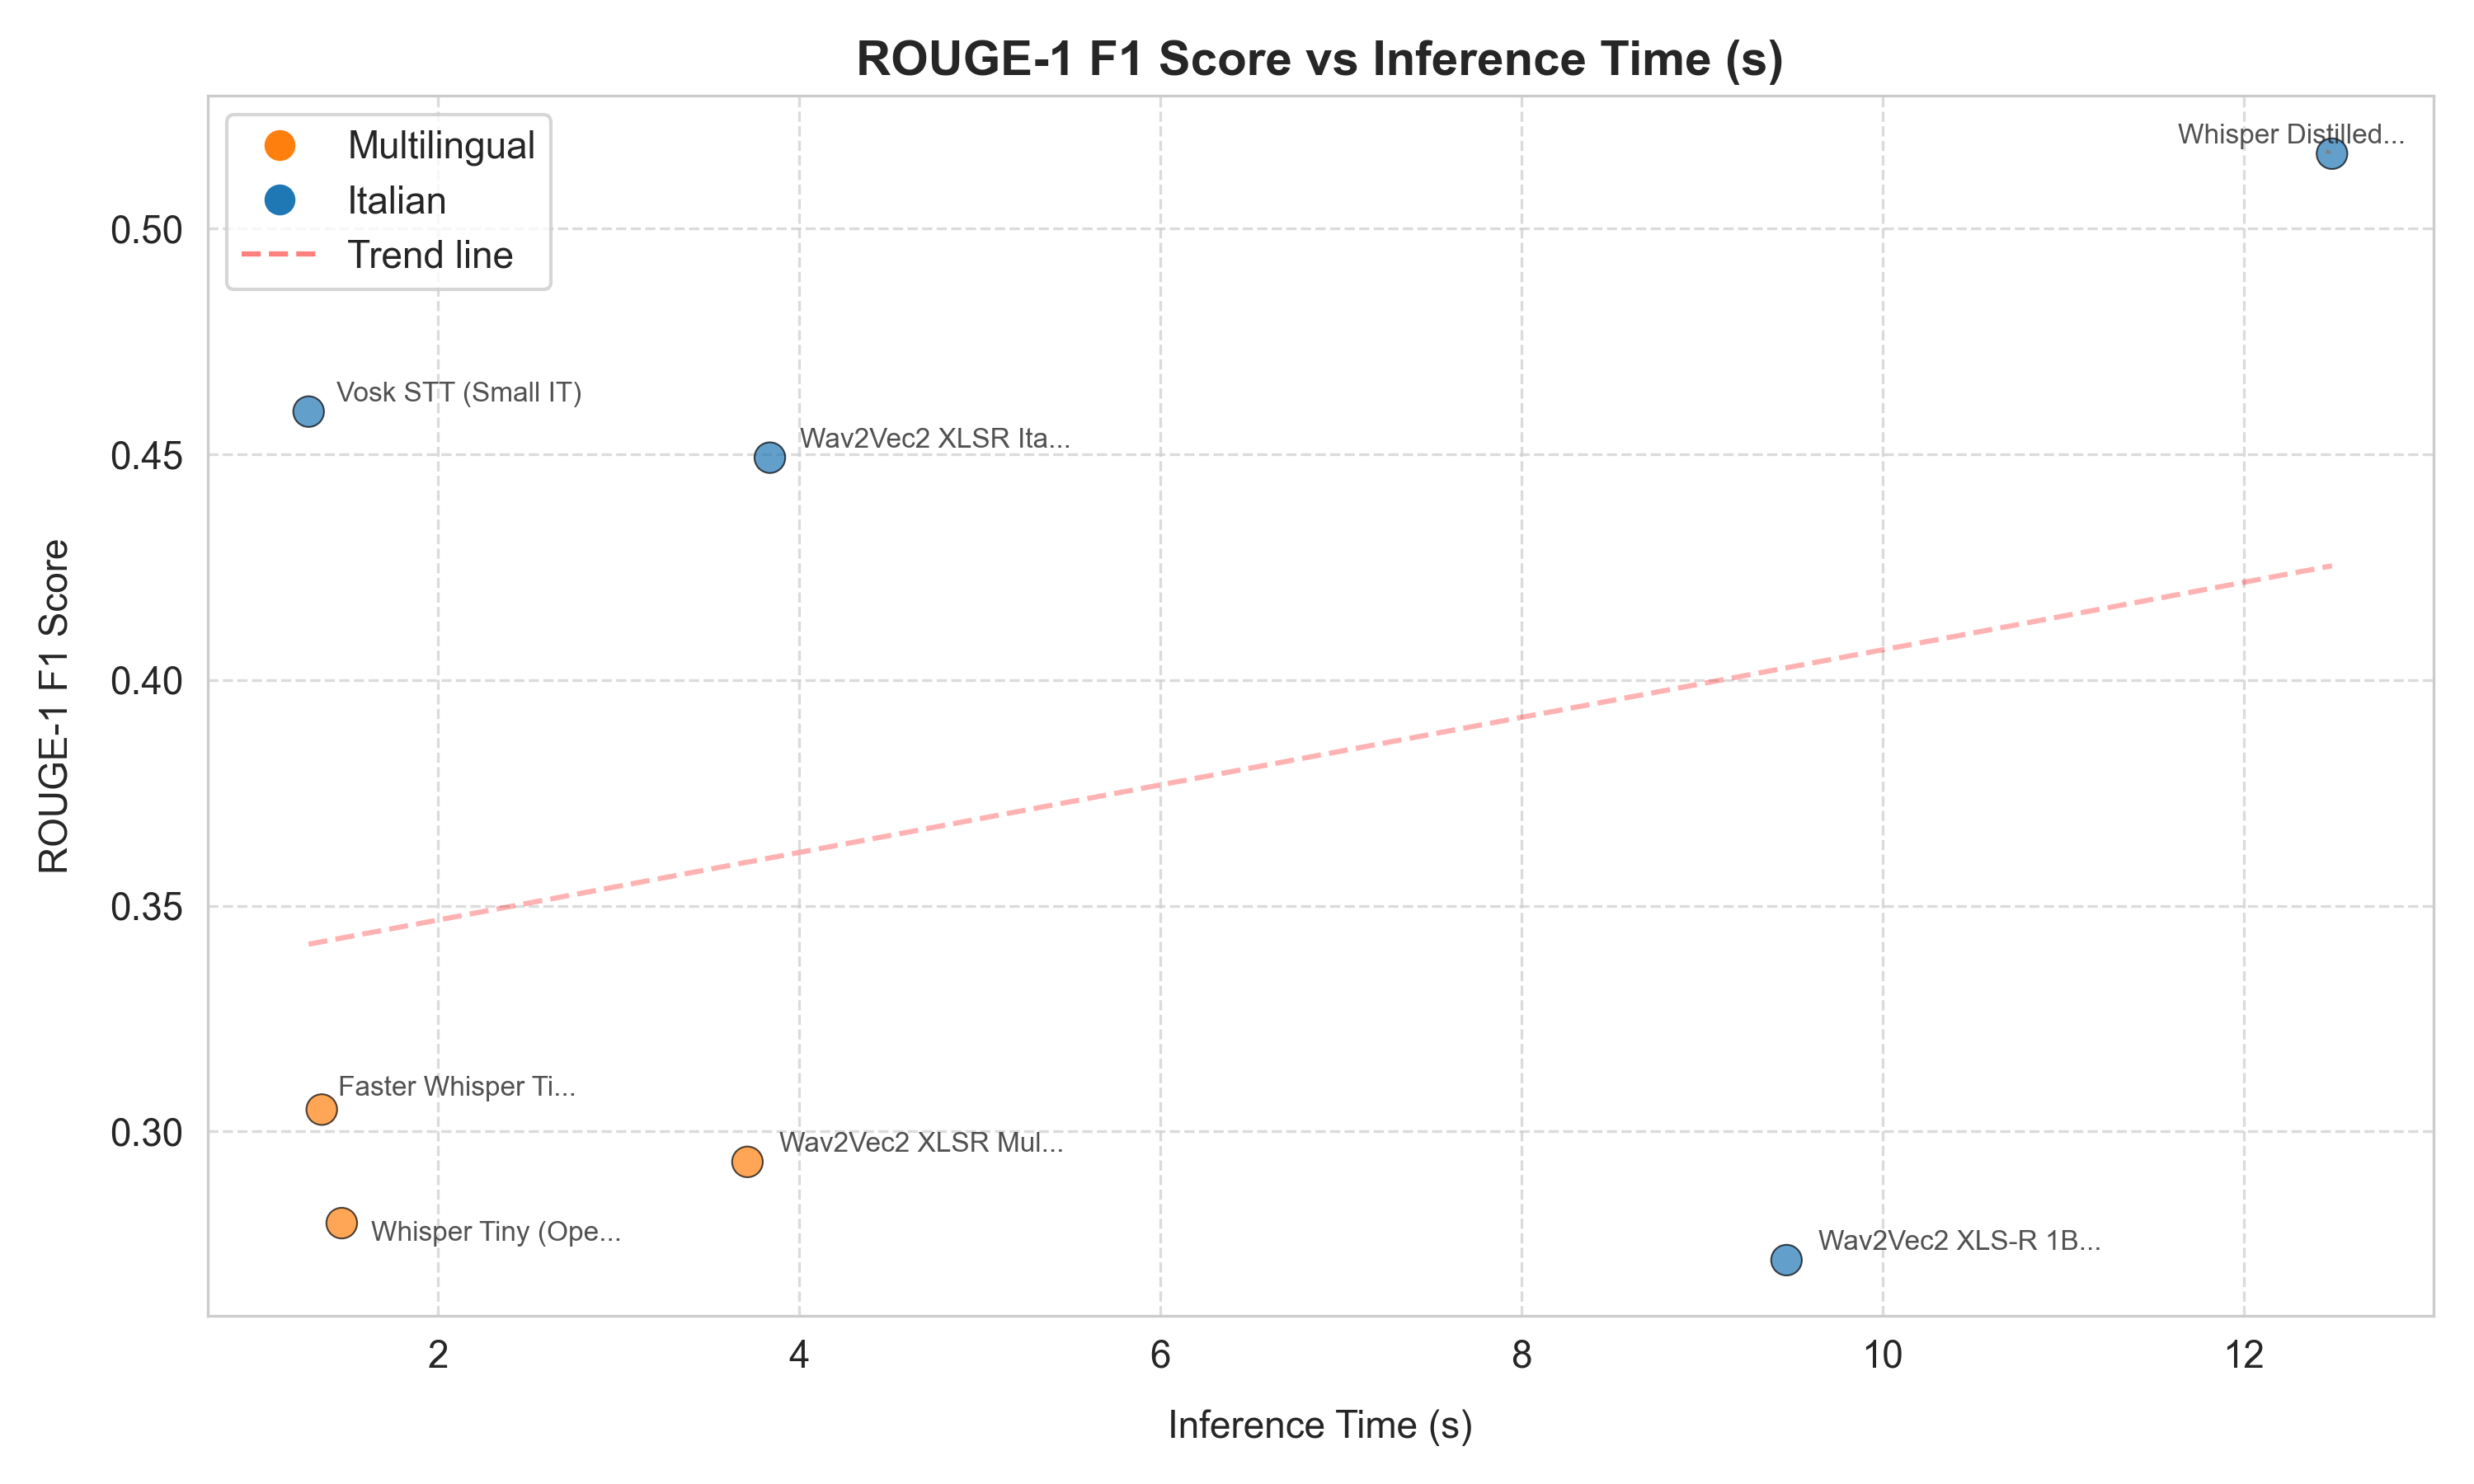 ROUGE-1 F1 Score vs Inference Time (s)
Multilingual
Italian
Trend line
Whisper Distilled...
Vosk STT (Small IT)
Wav2Vec2 XLSR Ita...
Faster Whisper Ti...
Wav2Vec2 XLSR Mul...
Whisper Tiny (Ope...
Wav2Vec2 XLS-R 1B...
ROUGE-1 F1 Score
0.50
0.45
0.40
0.35
0.30
2 4 6 8 10 12
Inference Time (s)